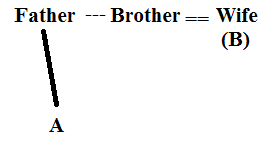 Father --- Brother == Wife
(B)
A